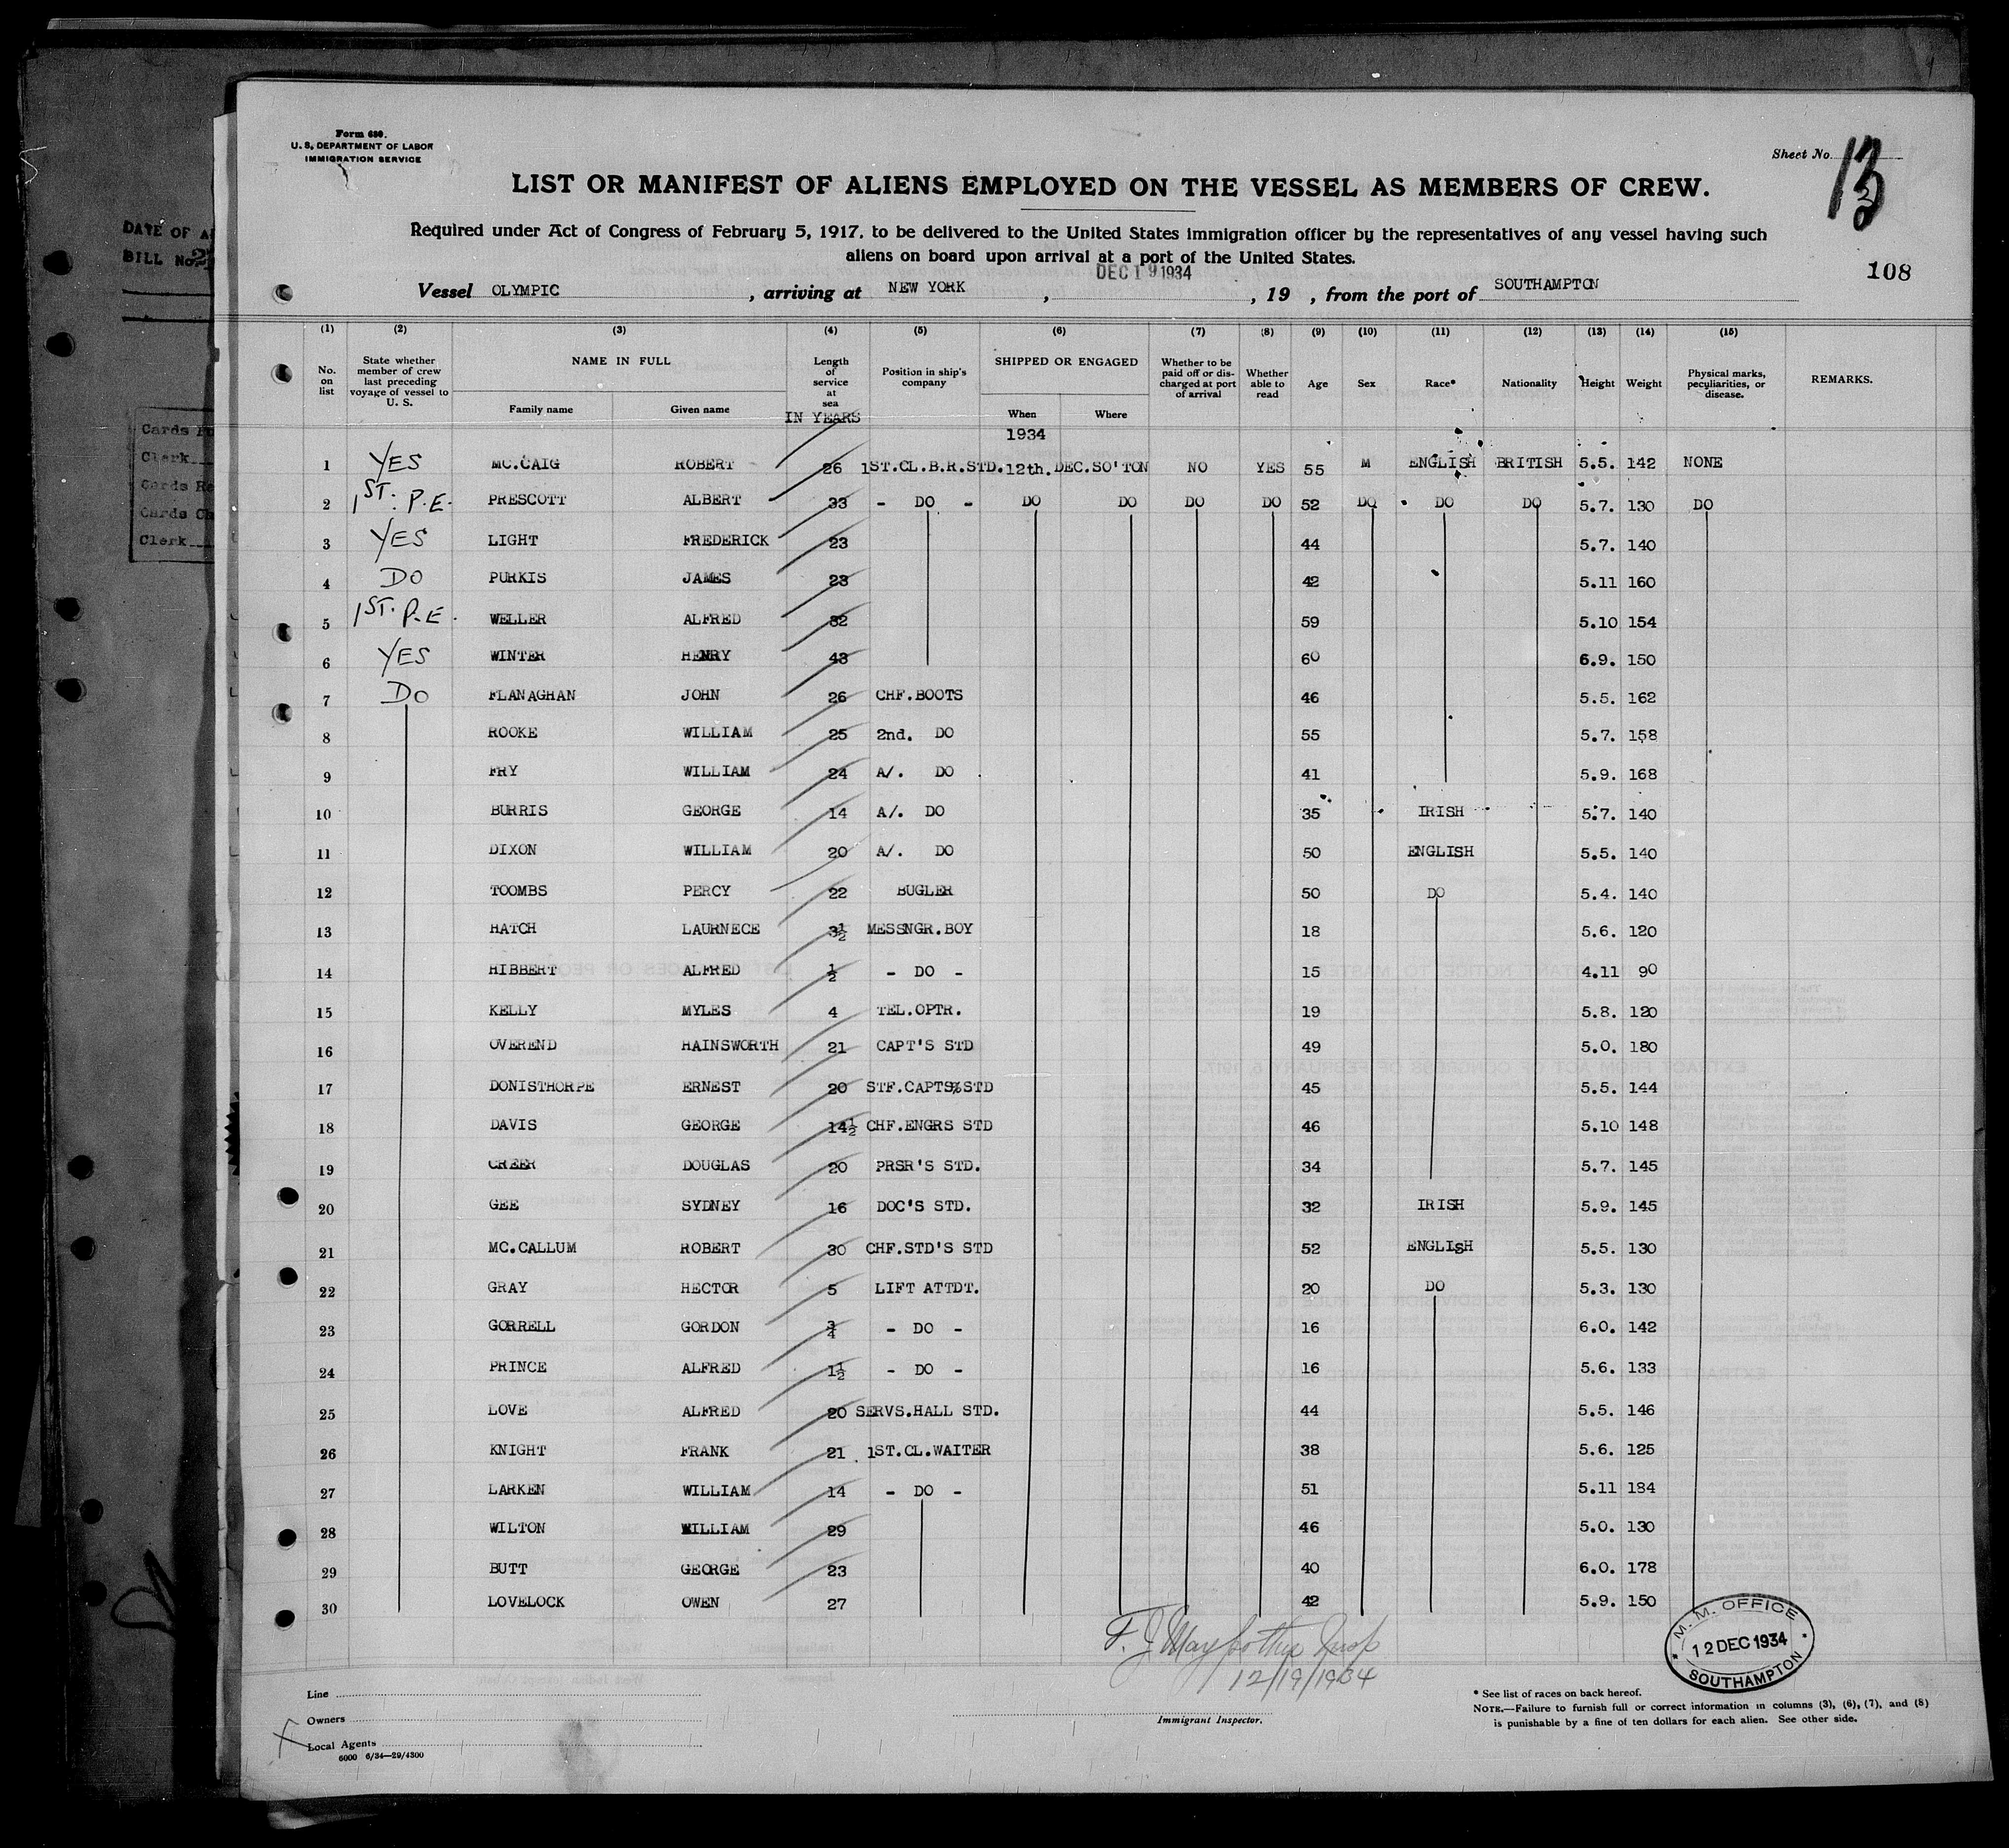 DATE OF
BILL No.
Cards
Clerk
Cards
Cards
Clerk
Form 680.
U. S. DEPARTMENT OF LABOR
IMMIGRATION SERVICE
Sheet No. 13
LIST OR MANIFEST OF ALIENS EMPLOYED ON THE VESSEL AS MEMBERS OF CREW.
Required under Act of Congress of February 5, 1917, to be delivered to the United States immigration officer by the representatives of any vessel having such
aliens on board upon arrival at a port of the United States.
108
Vessel OLYMPIC , arriving at NEW YORK , DEC 19 1934 , 19 , from the port of SOUTHAMPTON
(1) (2) (3) (4) (5) (6) (7) (8) (9) (10) (11) (12) (13) (14) (15)
No. on list State whether member of crew last preceding voyage of vessel to U. S. NAME IN FULL Family name Given name Length of service at sea IN YEARS Position in ship's company SHIPPED OR ENGAGED When Where Whether to be paid off or discharged at port of arrival Whether able to read Age Sex Race* Nationality Height Weight Physical marks, peculiarities, or disease. REMARKS.
1934
1 YES MC.CAIG ROBERT 26 1ST.CL.B.R.STD. 12th.DEC. SO'TON NO YES 55 M ENGLISH BRITISH 5.5. 142 NONE
2 1ST. P.E. PRESCOTT ALBERT 33 - DO - DO DO DO DO 52 DO DO DO 5.7. 130 DO
3 YES LIGHT FREDERICK 23 44 5.7. 140
4 DO PURKIS JAMES 23 42 5.11 160
5 1ST. P.E. WELLER ALFRED 32 59 5.10 154
6 YES WINTER HENRY 43 60 6.9. 150
7 DO FLANAGHAN JOHN 26 CHF.BOOTS 46 5.5. 162
8 ROOKE WILLIAM 25 2nd. DO 55 5.7. 158
9 FRY WILLIAM 24 A/. DO 41 5.9. 168
10 BURRIS GEORGE 14 A/. DO 35 IRISH 5.7. 140
11 DIXON WILLIAM 20 A/. DO 50 ENGLISH 5.5. 140
12 TOOMBS PERCY 22 BUGLER 50 DO 5.4. 140
13 HATCH LAURNECE 3½ MESSNGR.BOY 18 5.6. 120
14 HIBBERT ALFRED ½ - DO - 15 4.11 90
15 KELLY MYLES 4 TEL.OPTR. 19 5.8. 120
16 OVEREND HAINSWORTH 21 CAPT'S STD 49 5.0. 180
17 DONISTHORPE ERNEST 20 STF.CAPTS STD 45 5.5. 144
18 DAVIS GEORGE 14½ CHF.ENGRS STD 46 5.10 148
19 CREER DOUGLAS 20 PRSR'S STD. 34 5.7. 145
20 GEE SYDNEY 16 DOC'S STD. 32 IRISH 5.9. 145
21 MC.CALLUM ROBERT 30 CHF.STD'S STD 52 ENGLISH 5.5. 130
22 GRAY HECTOR 5 LIFT ATTDT. 20 DO 5.3. 130
23 GORRELL GORDON ¾ - DO - 16 6.0. 142
24 PRINCE ALFRED 1½ - DO - 16 5.6. 133
25 LOVE ALFRED 20 SERVS.HALL STD. 44 5.5. 146
26 KNIGHT FRANK 21 1ST.CL.WAITER 38 5.6. 125
27 LARKEN WILLIAM 14 - DO - 51 5.11 184
28 WILTON WILLIAM 29 46 5.0. 130
29 BUTT GEORGE 23 40 6.0. 178
30 LOVELOCK OWEN 27 42 5.9. 150
12/19/1934
M. M. OFFICE
12 DEC 1934
SOUTHAMPTON
Line
Owners
Local Agents
6000 6/34—29/4300
Immigrant Inspector.
* See list of races on back hereof.
NOTE.—Failure to furnish full or correct information in columns (3), (6), (7), and (8)
is punishable by a fine of ten dollars for each alien. See other side.